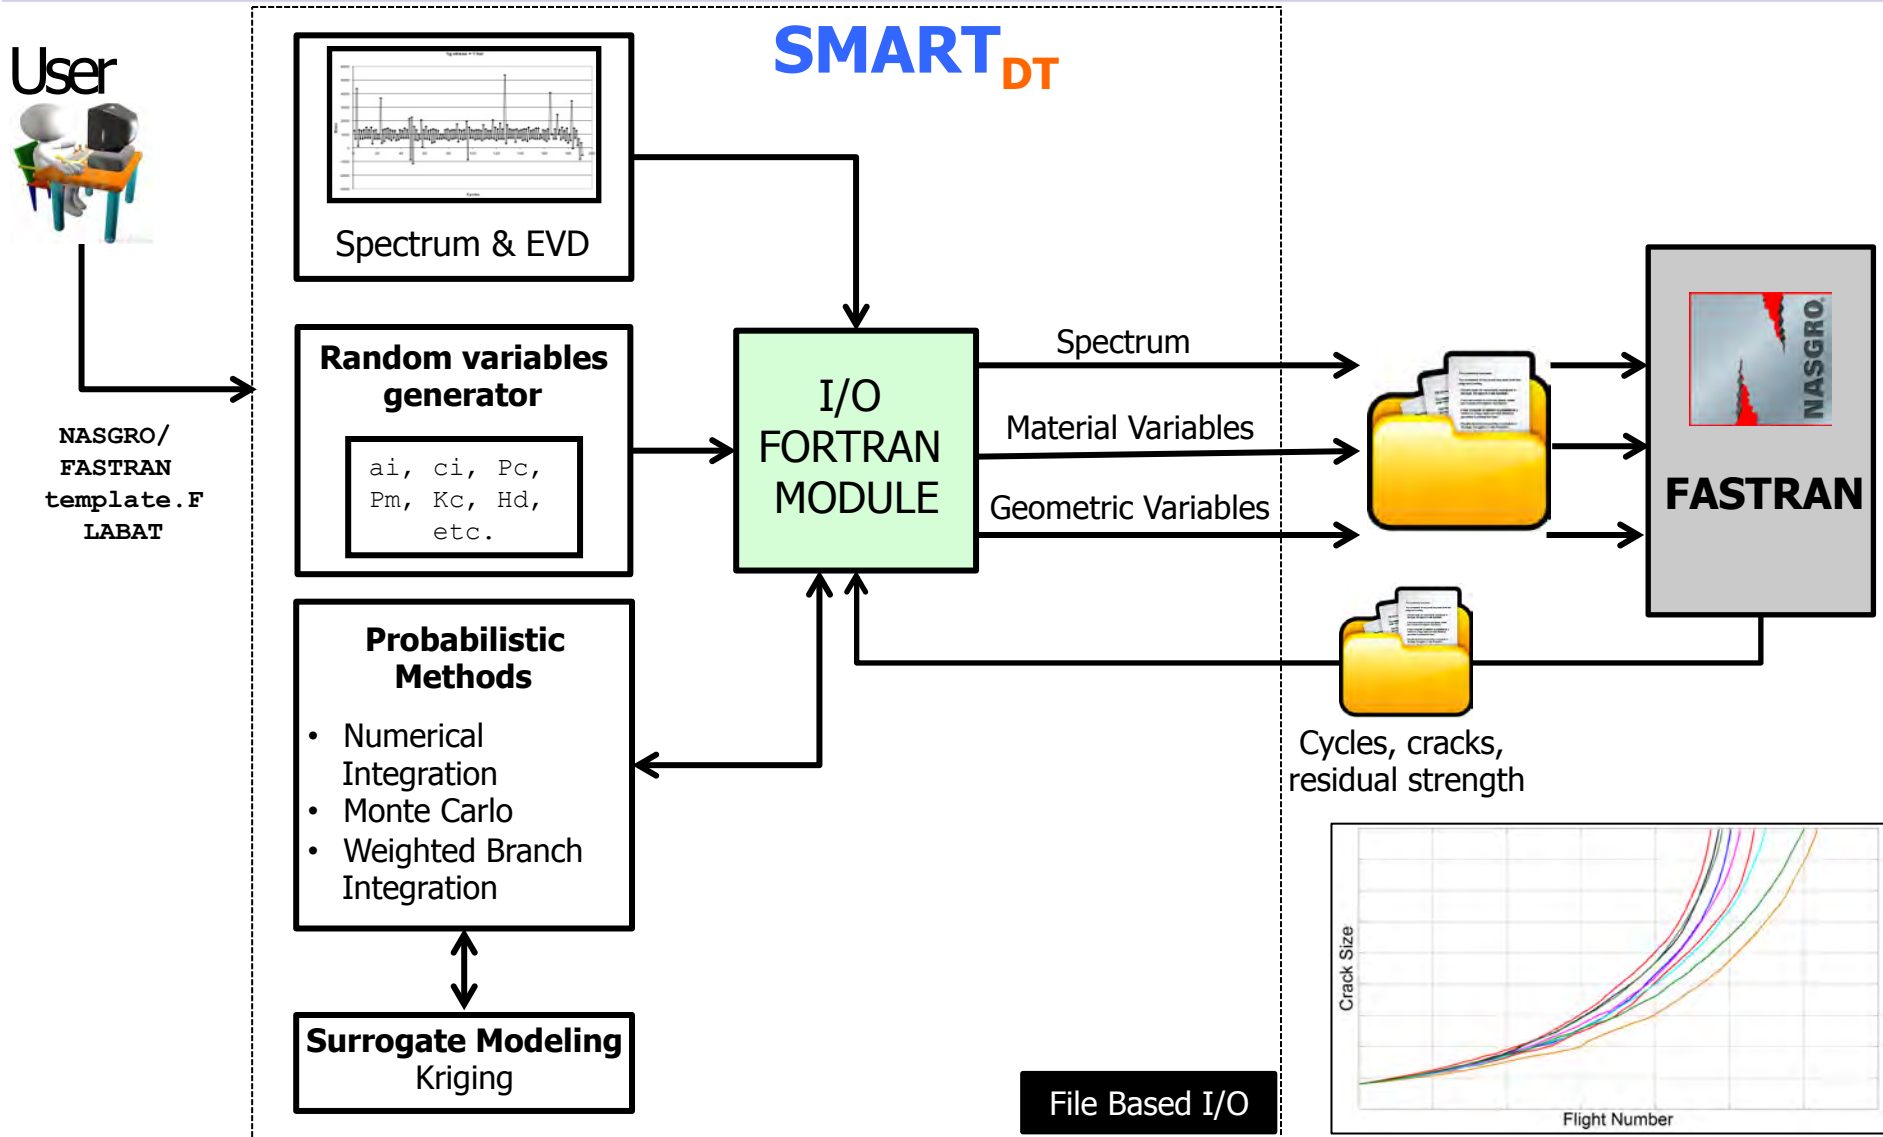 User
SMART DT
Spectrum & EVD
NASGRO/
FASTRAN
template.F
LABAT
Random variables
generator
ai, ci, Pc,
Pm, Kc, Hd,
etc.
I/O
FORTRAN
MODULE
Spectrum
Material Variables
Geometric Variables
NASGRO
FASTRAN
Probabilistic
Methods
• Numerical
Integration
• Monte Carlo
• Weighted Branch
Integration
Surrogate Modeling
Kriging
Cycles, cracks,
residual strength
Crack Size
Flight Number
File Based I/O